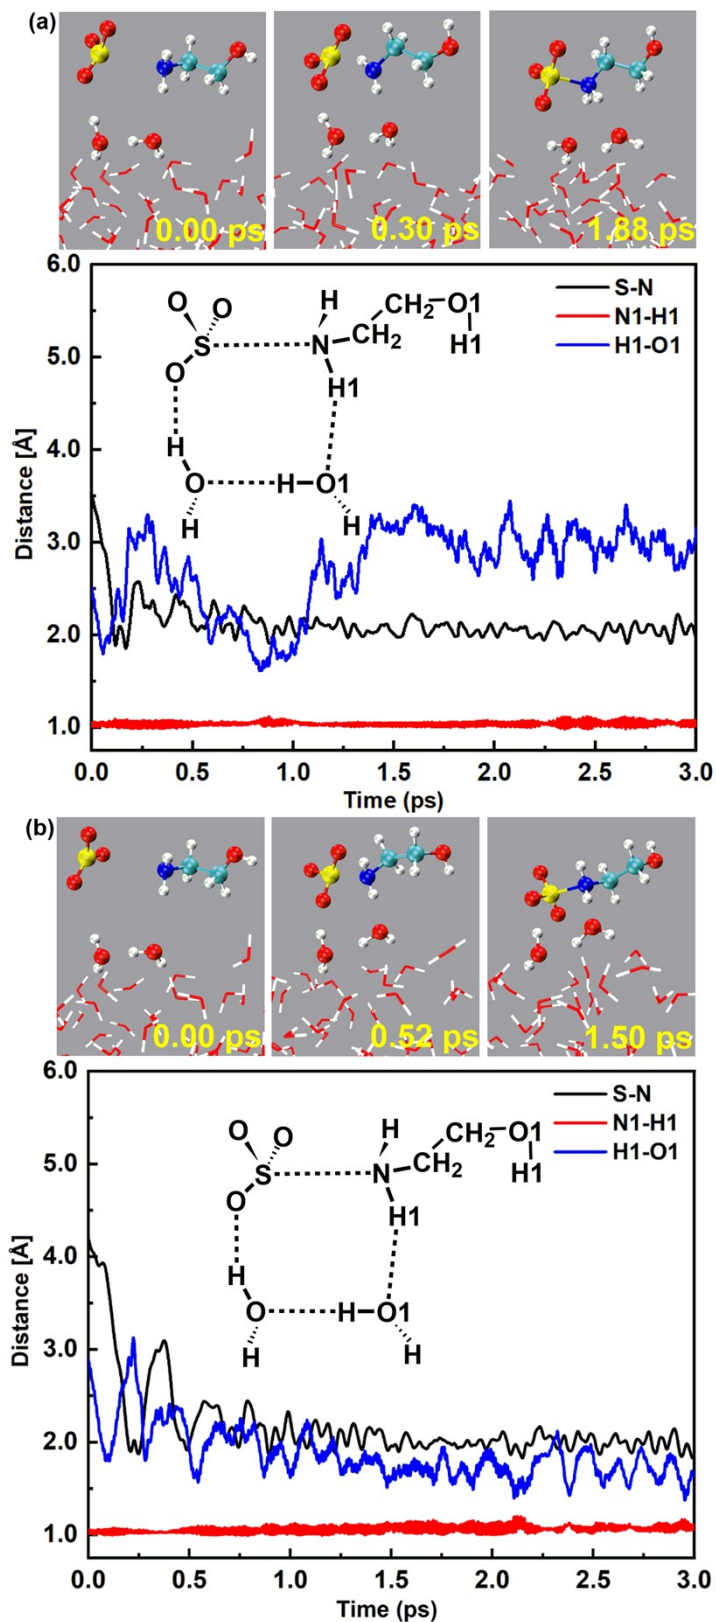 (a)
0.00 ps
0.30 ps
1.88 ps
6.0
5.0
4.0
3.0
2.0
1.0
Distance [Å]
S-N
N1-H1
H1-O1
O O
S
O
H
N
CH₂
CH₂
O1
H1
H1
H
O
H
H
O1
H
0.0 0.5 1.0 1.5 2.0 2.5 3.0
Time (ps)
(b)
0.00 ps
0.52 ps
1.50 ps
6.0
5.0
4.0
3.0
2.0
1.0
Distance [Å]
S-N
N1-H1
H1-O1
O O
S
O
H
N
CH₂
CH₂
O1
H1
H1
H
O
H
H
O1
H
0.0 0.5 1.0 1.5 2.0 2.5 3.0
Time (ps)